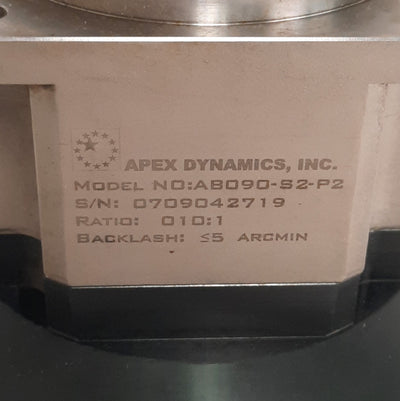 APEX DYNAMICS, INC.
MODEL NO:AB090-S2-P2
S/N: 0709042719
RATIO: 010:1
BACKLASH: ≤5 ARCMIN